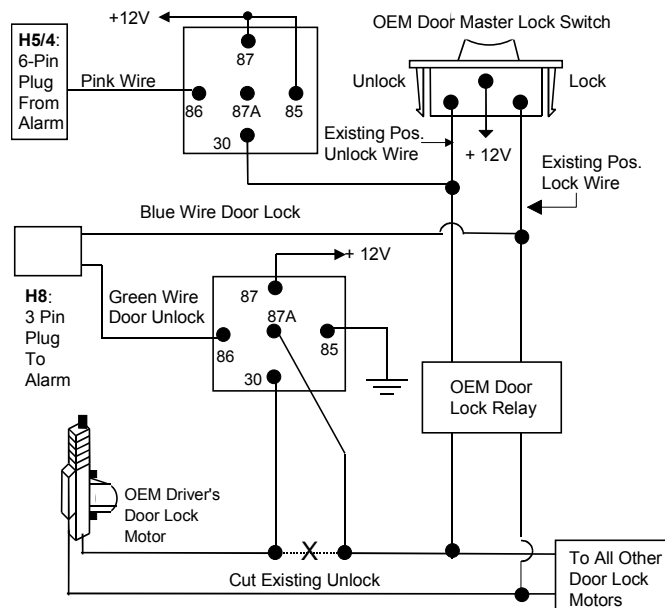 +12V
OEM Door Master Lock Switch
H5/4:
6-Pin
Plug
From
Alarm
Pink Wire
87
86
87A
85
30
Unlock
Lock
Existing Pos.
Unlock Wire
+ 12V
Existing Pos.
Lock Wire
Blue Wire Door Lock
H8:
3 Pin
Plug
To
Alarm
Green Wire
Door Unlock
+ 12V
87
87A
86
85
30
OEM Door
Lock Relay
OEM Driver's
Door Lock
Motor
X
Cut Existing Unlock
To All Other
Door Lock
Motors